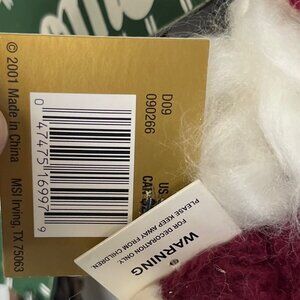 D09
090266
0 47475 16997 9
© 2001 Made in China
MSI Irving, TX 75063
WARNING
FOR DECORATION ONLY.
PLEASE KEEP AWAY FROM CHILDREN.